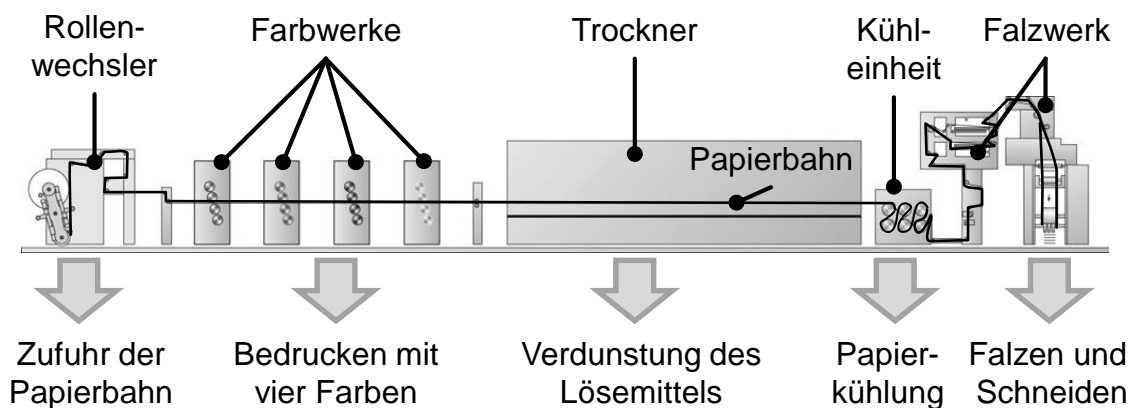 Rollen-
wechsler
Farbwerke
Trockner
Kühl-
einheit
Falzwerk
Papierbahn
Zufuhr der
Papierbahn
Bedrucken mit
vier Farben
Verdunstung des
Lösemittels
Papier-
kühlung
Falzen und
Schneiden